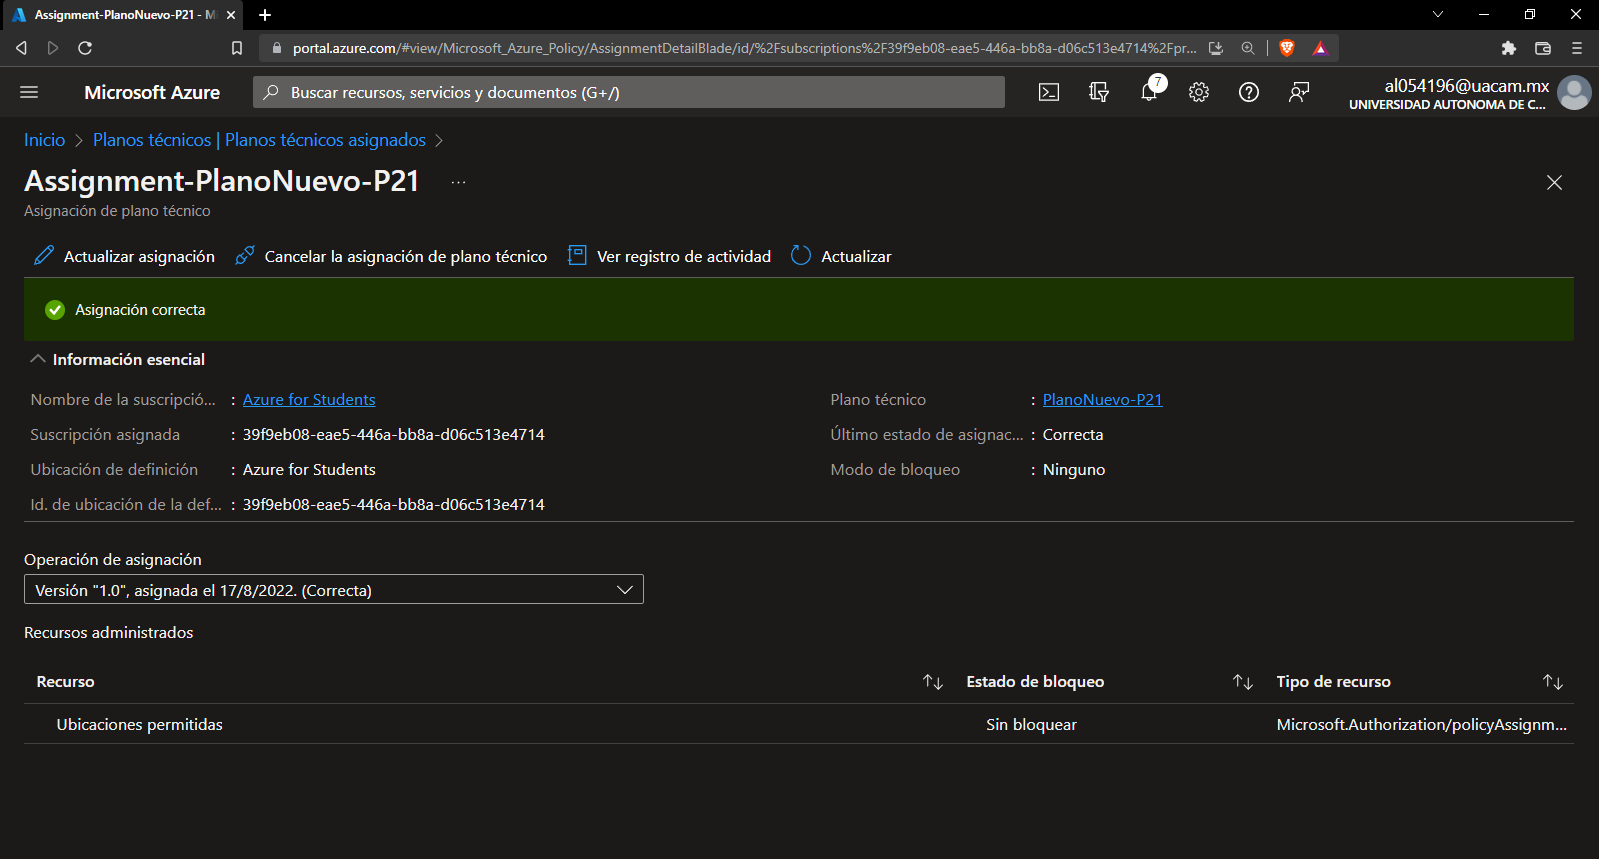 Assignment-PlanoNuevo-P21 - Mi
portal.azure.com/#view/Microsoft_Azure_Policy/AssignmentDetailBlade/id/%2Fsubscriptions%2F39f9eb08-eae5-446a-bb8a-d06c513e4714%2Fpr...
Microsoft Azure
Buscar recursos, servicios y documentos (G+/)
7
al054196@uacam.mx
UNIVERSIDAD AUTONOMA DE C...
Inicio > Planos técnicos | Planos técnicos asignados >
Assignment-PlanoNuevo-P21 ...
Asignación de plano técnico
Actualizar asignación Cancelar la asignación de plano técnico Ver registro de actividad Actualizar
Asignación correcta
Información esencial
Nombre de la suscripció... : Azure for Students
Plano técnico : PlanoNuevo-P21
Suscripción asignada : 39f9eb08-eae5-446a-bb8a-d06c513e4714
Último estado de asignac... : Correcta
Ubicación de definición : Azure for Students
Modo de bloqueo : Ninguno
Id. de ubicación de la def... : 39f9eb08-eae5-446a-bb8a-d06c513e4714
Operación de asignación
Versión "1.0", asignada el 17/8/2022. (Correcta)
Recursos administrados
Recurso Estado de bloqueo Tipo de recurso
Ubicaciones permitidas Sin bloquear Microsoft.Authorization/policyAssignm...